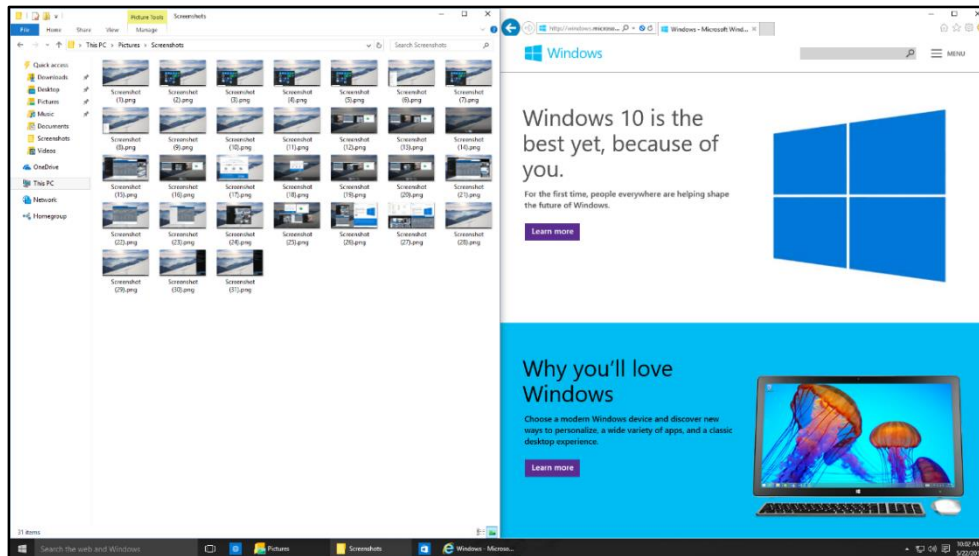 Picture Tools
Screenshots
File
Home
Share
View
Manage
This PC
Pictures
Screenshots
Search Screenshots
Quick access
Downloads
Desktop
Pictures
Music
Documents
Screenshots
Videos
OneDrive
This PC
Network
Homegroup
Screenshot
(1).png
Screenshot
(2).png
Screenshot
(3).png
Screenshot
(4).png
Screenshot
(5).png
Screenshot
(6).png
Screenshot
(7).png
Screenshot
(8).png
Screenshot
(9).png
Screenshot
(10).png
Screenshot
(11).png
Screenshot
(12).png
Screenshot
(13).png
Screenshot
(14).png
Screenshot
(15).png
Screenshot
(16).png
Screenshot
(17).png
Screenshot
(18).png
Screenshot
(19).png
Screenshot
(20).png
Screenshot
(21).png
Screenshot
(22).png
Screenshot
(23).png
Screenshot
(24).png
Screenshot
(25).png
Screenshot
(26).png
Screenshot
(27).png
Screenshot
(28).png
Screenshot
(29).png
Screenshot
(30).png
Screenshot
(31).png
31 items
http://windows.microso...
Windows - Microsoft Wind...
Windows
MENU
Windows 10 is the
best yet, because of
you.
For the first time, people everywhere are helping shape
the future of Windows.
Learn more
Why you'll love
Windows
Choose a modern Windows device and discover new
ways to personalize, a wide variety of apps, and a classic
desktop experience.
Learn more
Search the web and Windows
Pictures
Screenshots
Windows - Microso...
10:02 AM